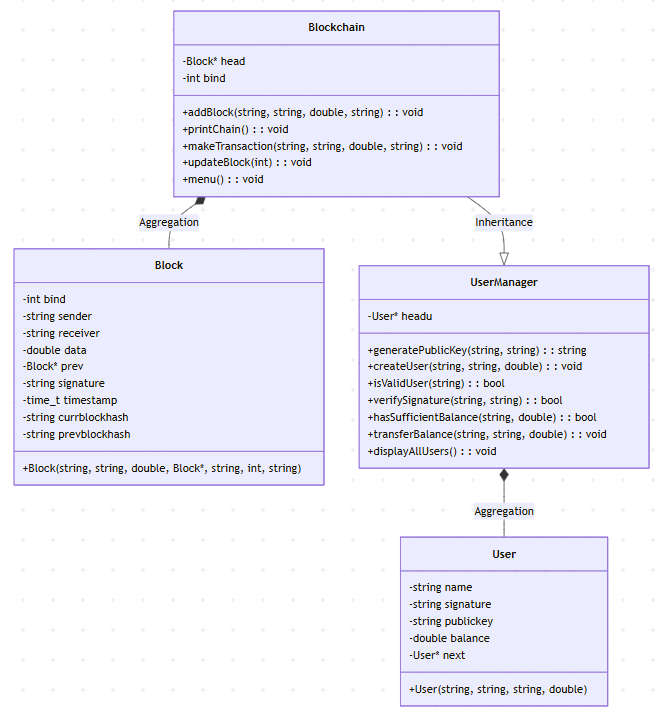 Blockchain
-Block* head
-int bind
+addBlock(string, string, double, string) : : void
+printChain() : : void
+makeTransaction(string, string, double, string) : : void
+updateBlock(int) : : void
+menu() : : void
Aggregation
Inheritance
Block
-int bind
-string sender
-string receiver
-double data
-Block* prev
-string signature
-time_t timestamp
-string currblockhash
-string prevblockhash
+Block(string, string, double, Block*, string, int, string)
UserManager
-User* headu
+generatePublicKey(string, string) : : string
+createUser(string, string, double) : : void
+isValidUser(string) : : bool
+verifySignature(string, string) : : bool
+hasSufficientBalance(string, double) : : bool
+transferBalance(string, string, double) : : void
+displayAllUsers() : : void
Aggregation
User
-string name
-string signature
-string publickey
-double balance
-User* next
+User(string, string, string, double)